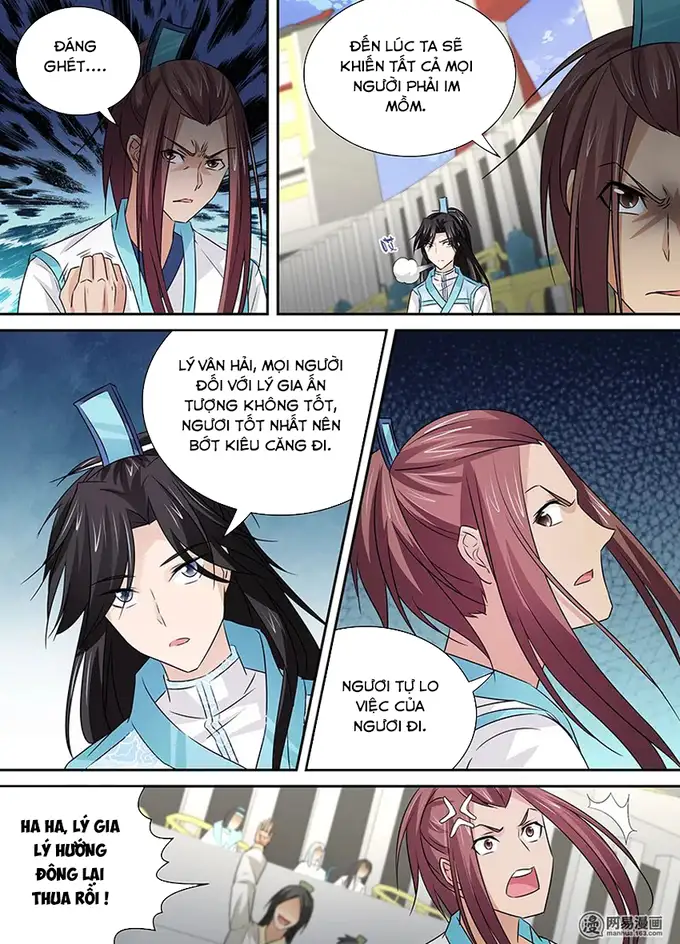 ĐÁNG
GHÉT....
ĐẾN LÚC TA SẼ
KHIẾN TẤT CẢ MỌI
NGƯỜI PHẢI IM
MỒM.
LÝ VÂN HẢI, MỌI NGƯỜI
ĐỐI VỚI LÝ GIA ẤN
TƯỢNG KHÔNG TỐT,
NGƯƠI TỐT NHẤT NÊN
BỚT KIÊU CĂNG ĐI.
NGƯƠI TỰ LO
VIỆC CỦA
NGƯƠI ĐI.
HA HA, LÝ GIA
LÝ HƯỚNG
ĐÔNG LẠI
THUA RỒI !
网易漫画
manhua.163.com